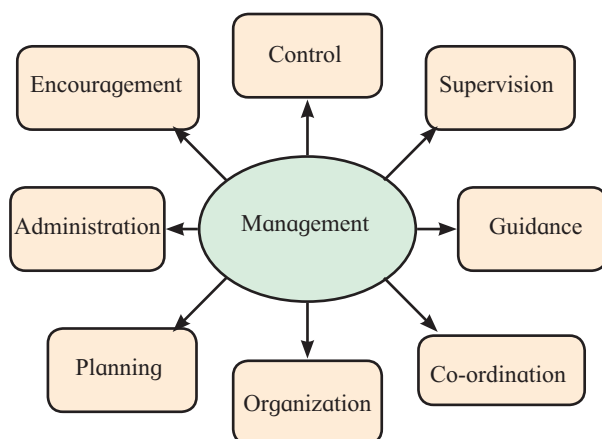 Control
Encouragement
Supervision
Administration
Management
Guidance
Planning
Co-ordination
Organization